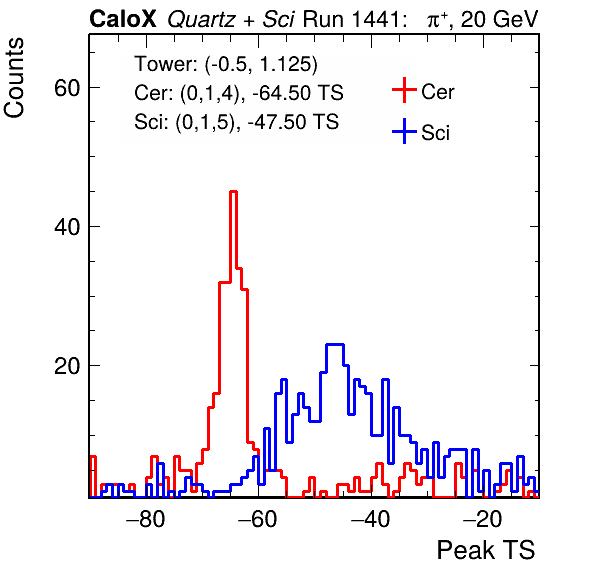 CaloX Quartz + Sci Run 1441: π⁺, 20 GeV
Counts
Tower: (-0.5, 1.125)
Cer: (0,1,4), -64.50 TS
Sci: (0,1,5), -47.50 TS
Cer
Sci
60
40
20
−80 −60 −40 −20
Peak TS